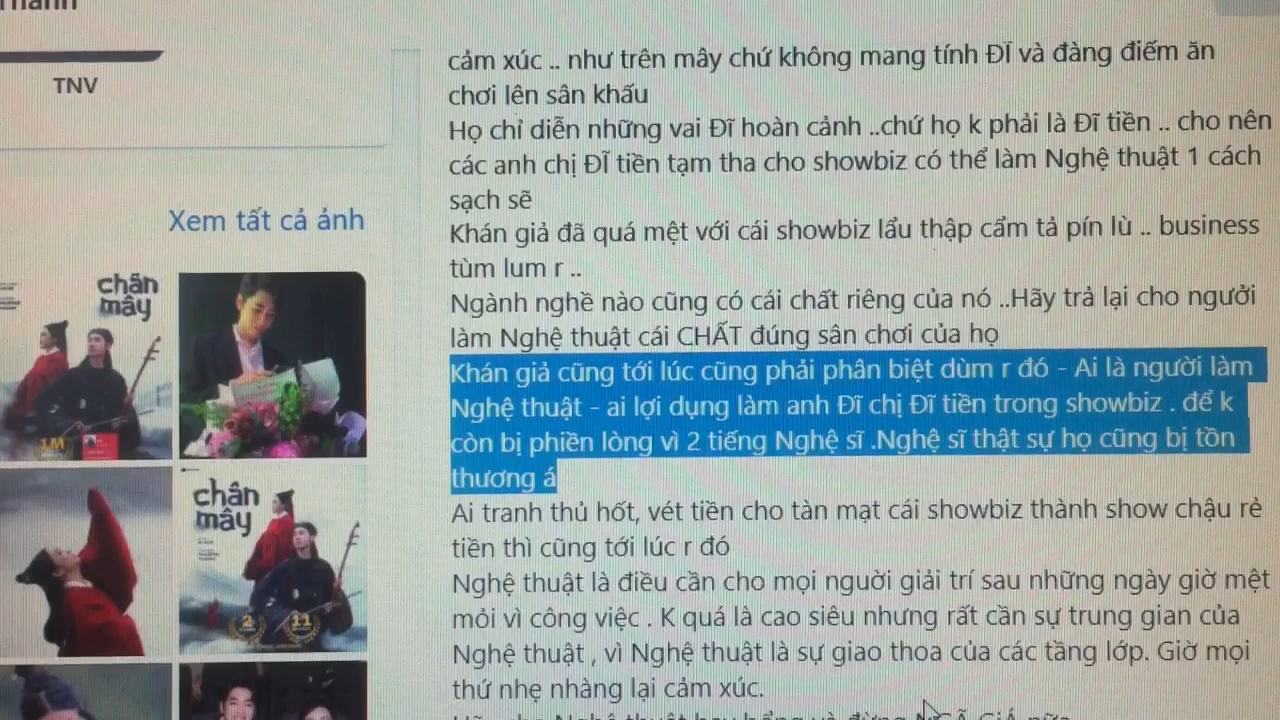 TNV
Xem tất cả ảnh
chân
mây
1M
chân
mây
2
11
cảm xúc .. như trên mây chứ không mang tính ĐĨ và đàng điếm ăn
chơi lên sân khấu
Họ chỉ diễn những vai Đĩ hoàn cảnh ..chứ họ k phải là Đĩ tiền .. cho nên
các anh chị ĐĨ tiền tạm tha cho showbiz có thể làm Nghệ thuật 1 cách
sạch sẽ
Khán giả đã quá mệt với cái showbiz lẩu thập cẩm tả pín lù .. business
tùm lum r ..
Ngành nghề nào cũng có cái chất riêng của nó ..Hãy trả lại cho người
làm Nghệ thuật cái CHẤT đúng sân chơi của họ
Khán giả cũng tới lúc cũng phải phân biệt dùm r đó - Ai là người làm
Nghệ thuật - ai lợi dụng làm anh Đĩ chị Đĩ tiền trong showbiz . để k
còn bị phiền lòng vì 2 tiếng Nghệ sĩ .Nghệ sĩ thật sự họ cũng bị tồn
thương á
Ai tranh thủ hốt, vét tiền cho tàn mạt cái showbiz thành show chậu rẻ
tiền thì cũng tới lúc r đó
Nghệ thuật là điều cần cho mọi nguời giải trí sau những ngày giờ mệt
mỏi vì công việc . K quá là cao siêu nhưng rất cần sự trung gian của
Nghệ thuật , vì Nghệ thuật là sự giao thoa của các tầng lớp. Giờ mọi
thứ nhẹ nhàng lại cảm xúc.